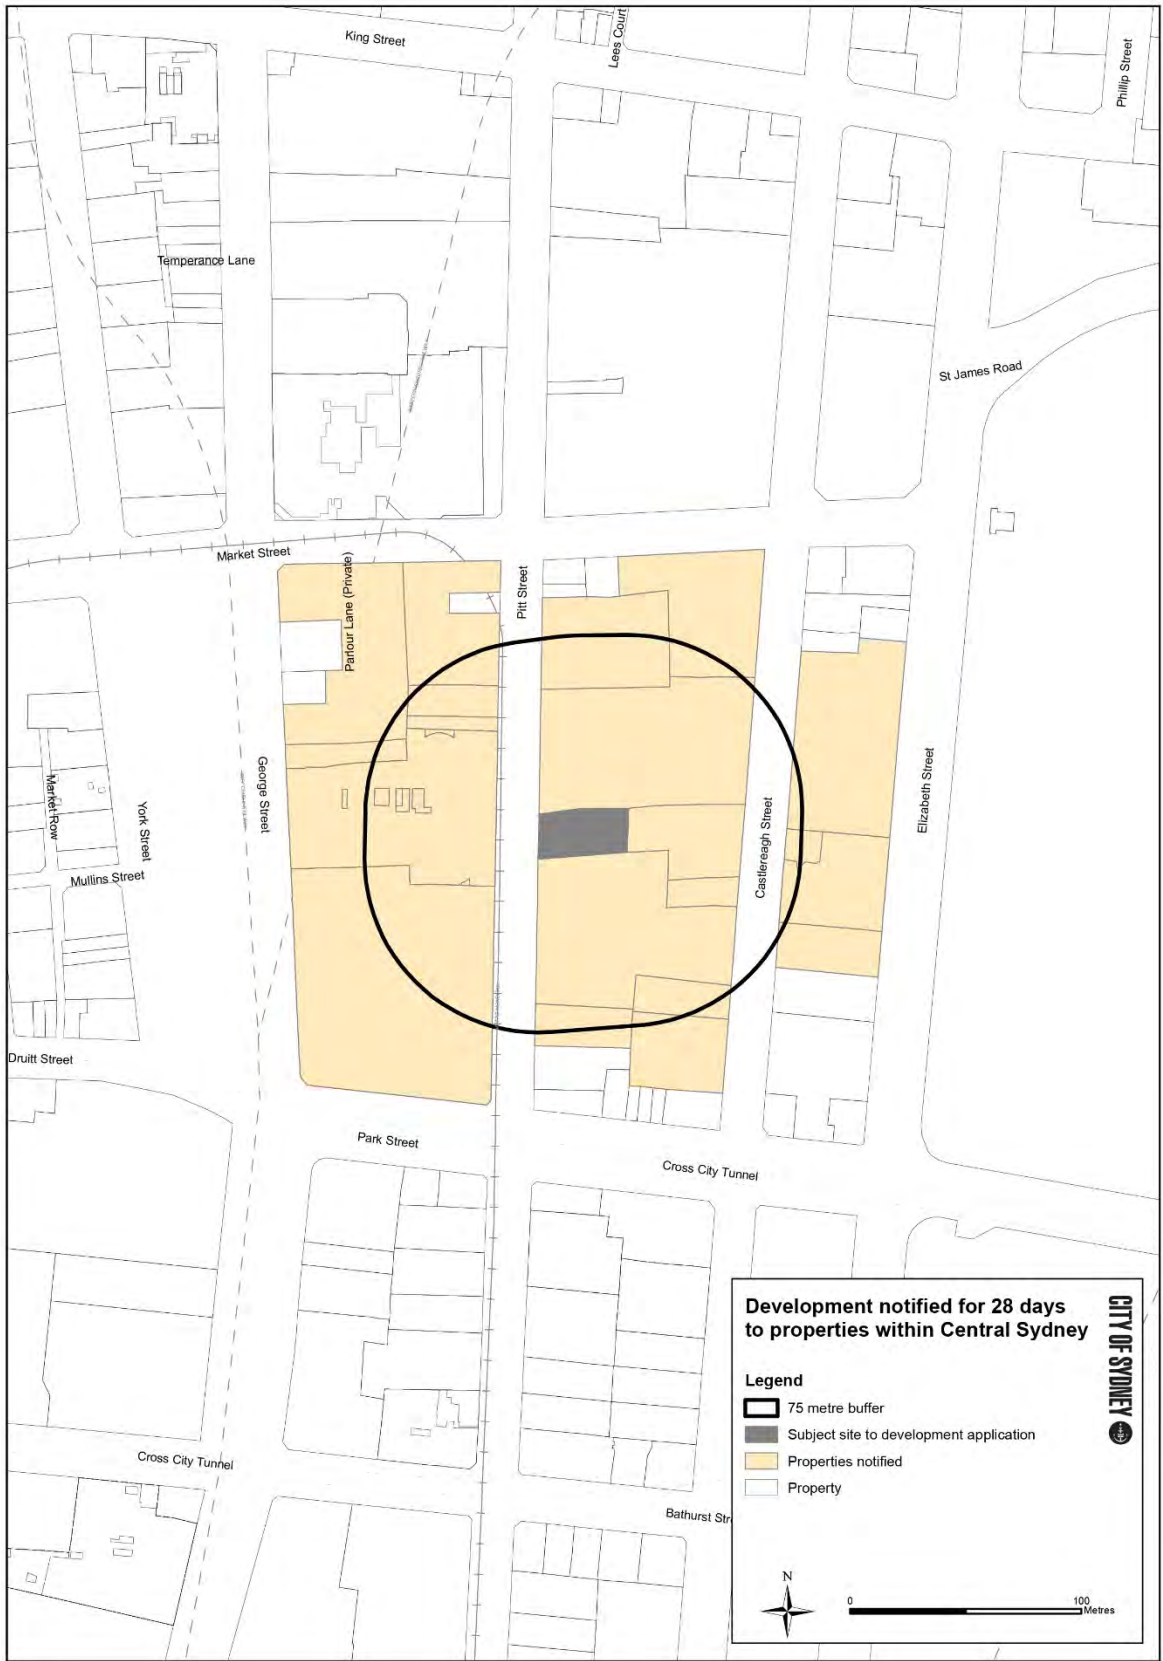 King Street
Lees Court
Phillip Street
Temperance Lane
St James Road
Market Street
Parlour Lane (Private)
Pitt Street
George Street
Market Row
York Street
Mullins Street
Castlereagh Street
Elizabeth Street
Druitt Street
Park Street
Cross City Tunnel
Cross City Tunnel
Bathurst Str
Development notified for 28 days
to properties within Central Sydney
CITY OF SYDNEY
Legend
75 metre buffer
Subject site to development application
Properties notified
Property
N
0
100
Metres